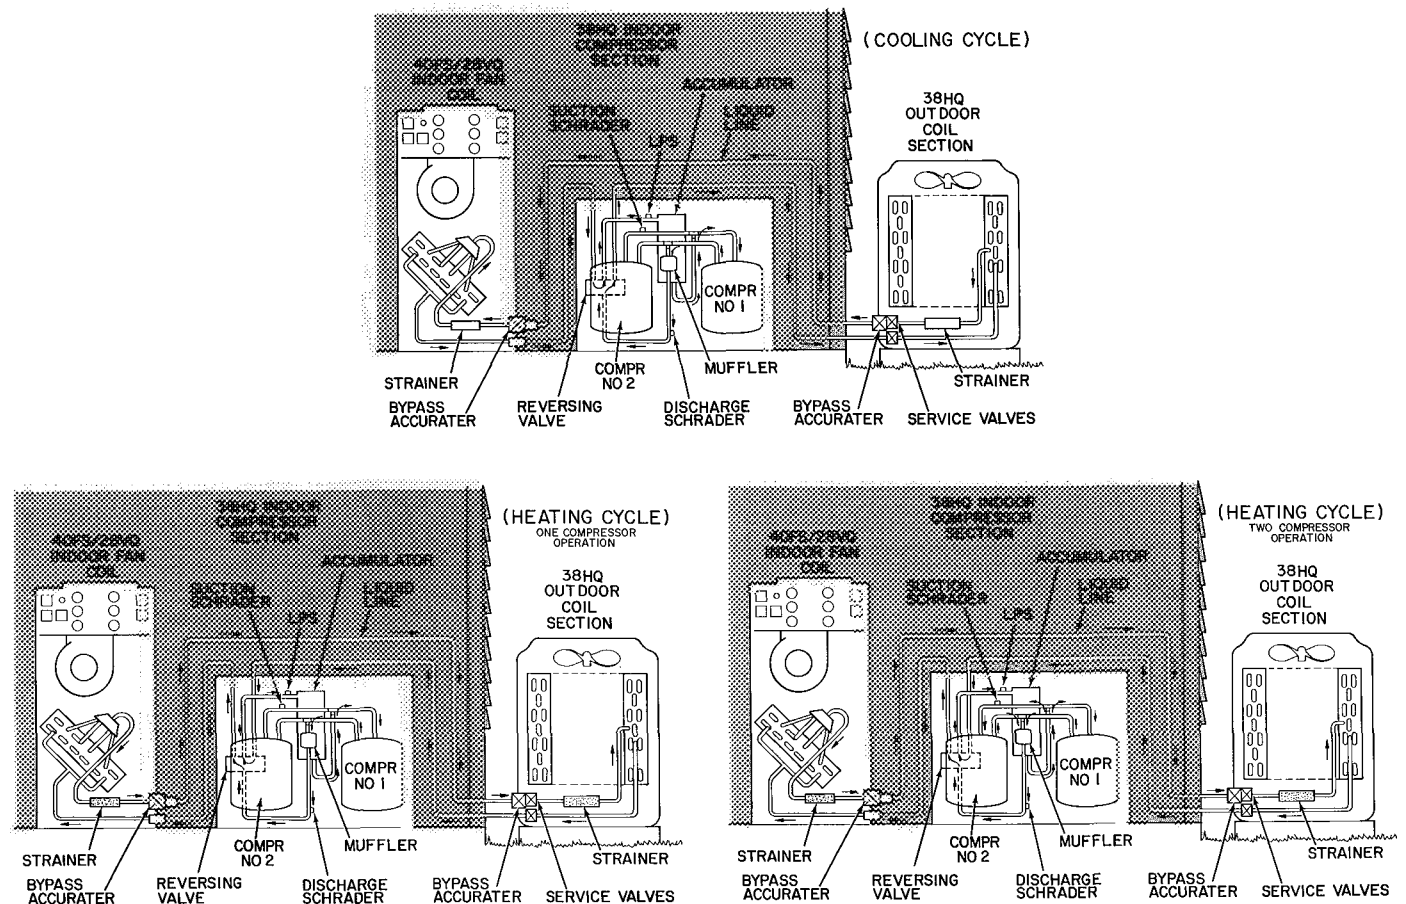 38HQ INDOOR
COMPRESSOR
SECTION
(COOLING CYCLE)
40FS/28VQ
INDOOR FAN
COIL
ACCUMULATOR
SUCTION
SCHRADER
LPS
LIQUID
LINE
38HQ
OUTDOOR
COIL
SECTION
COMPR
NO 1
COMPR
NO 2
MUFFLER
STRAINER
BYPASS
ACCURATER
REVERSING
VALVE
DISCHARGE
SCHRADER
BYPASS
ACCURATER
SERVICE VALVES
STRAINER
38HQ INDOOR
COMPRESSOR
SECTION
(HEATING CYCLE)
ONE COMPRESSOR
OPERATION
40FS/28VQ
INDOOR FAN
COIL
ACCUMULATOR
SUCTION
SCHRADER
LPS
LIQUID
LINE
38HQ
OUTDOOR
COIL
SECTION
COMPR
NO 1
COMPR
NO 2
MUFFLER
STRAINER
BYPASS
ACCURATER
REVERSING
VALVE
DISCHARGE
SCHRADER
BYPASS
ACCURATER
SERVICE VALVES
STRAINER
38HQ INDOOR
COMPRESSOR
SECTION
(HEATING CYCLE)
TWO COMPRESSOR
OPERATION
40FS/28VQ
INDOOR FAN
COIL
ACCUMULATOR
SUCTION
SCHRADER
LPS
LIQUID
LINE
38HQ
OUTDOOR
COIL
SECTION
COMPR
NO 1
COMPR
NO 2
MUFFLER
STRAINER
BYPASS
ACCURATER
REVERSING
VALVE
DISCHARGE
SCHRADER
BYPASS
ACCURATER
SERVICE VALVES
STRAINER